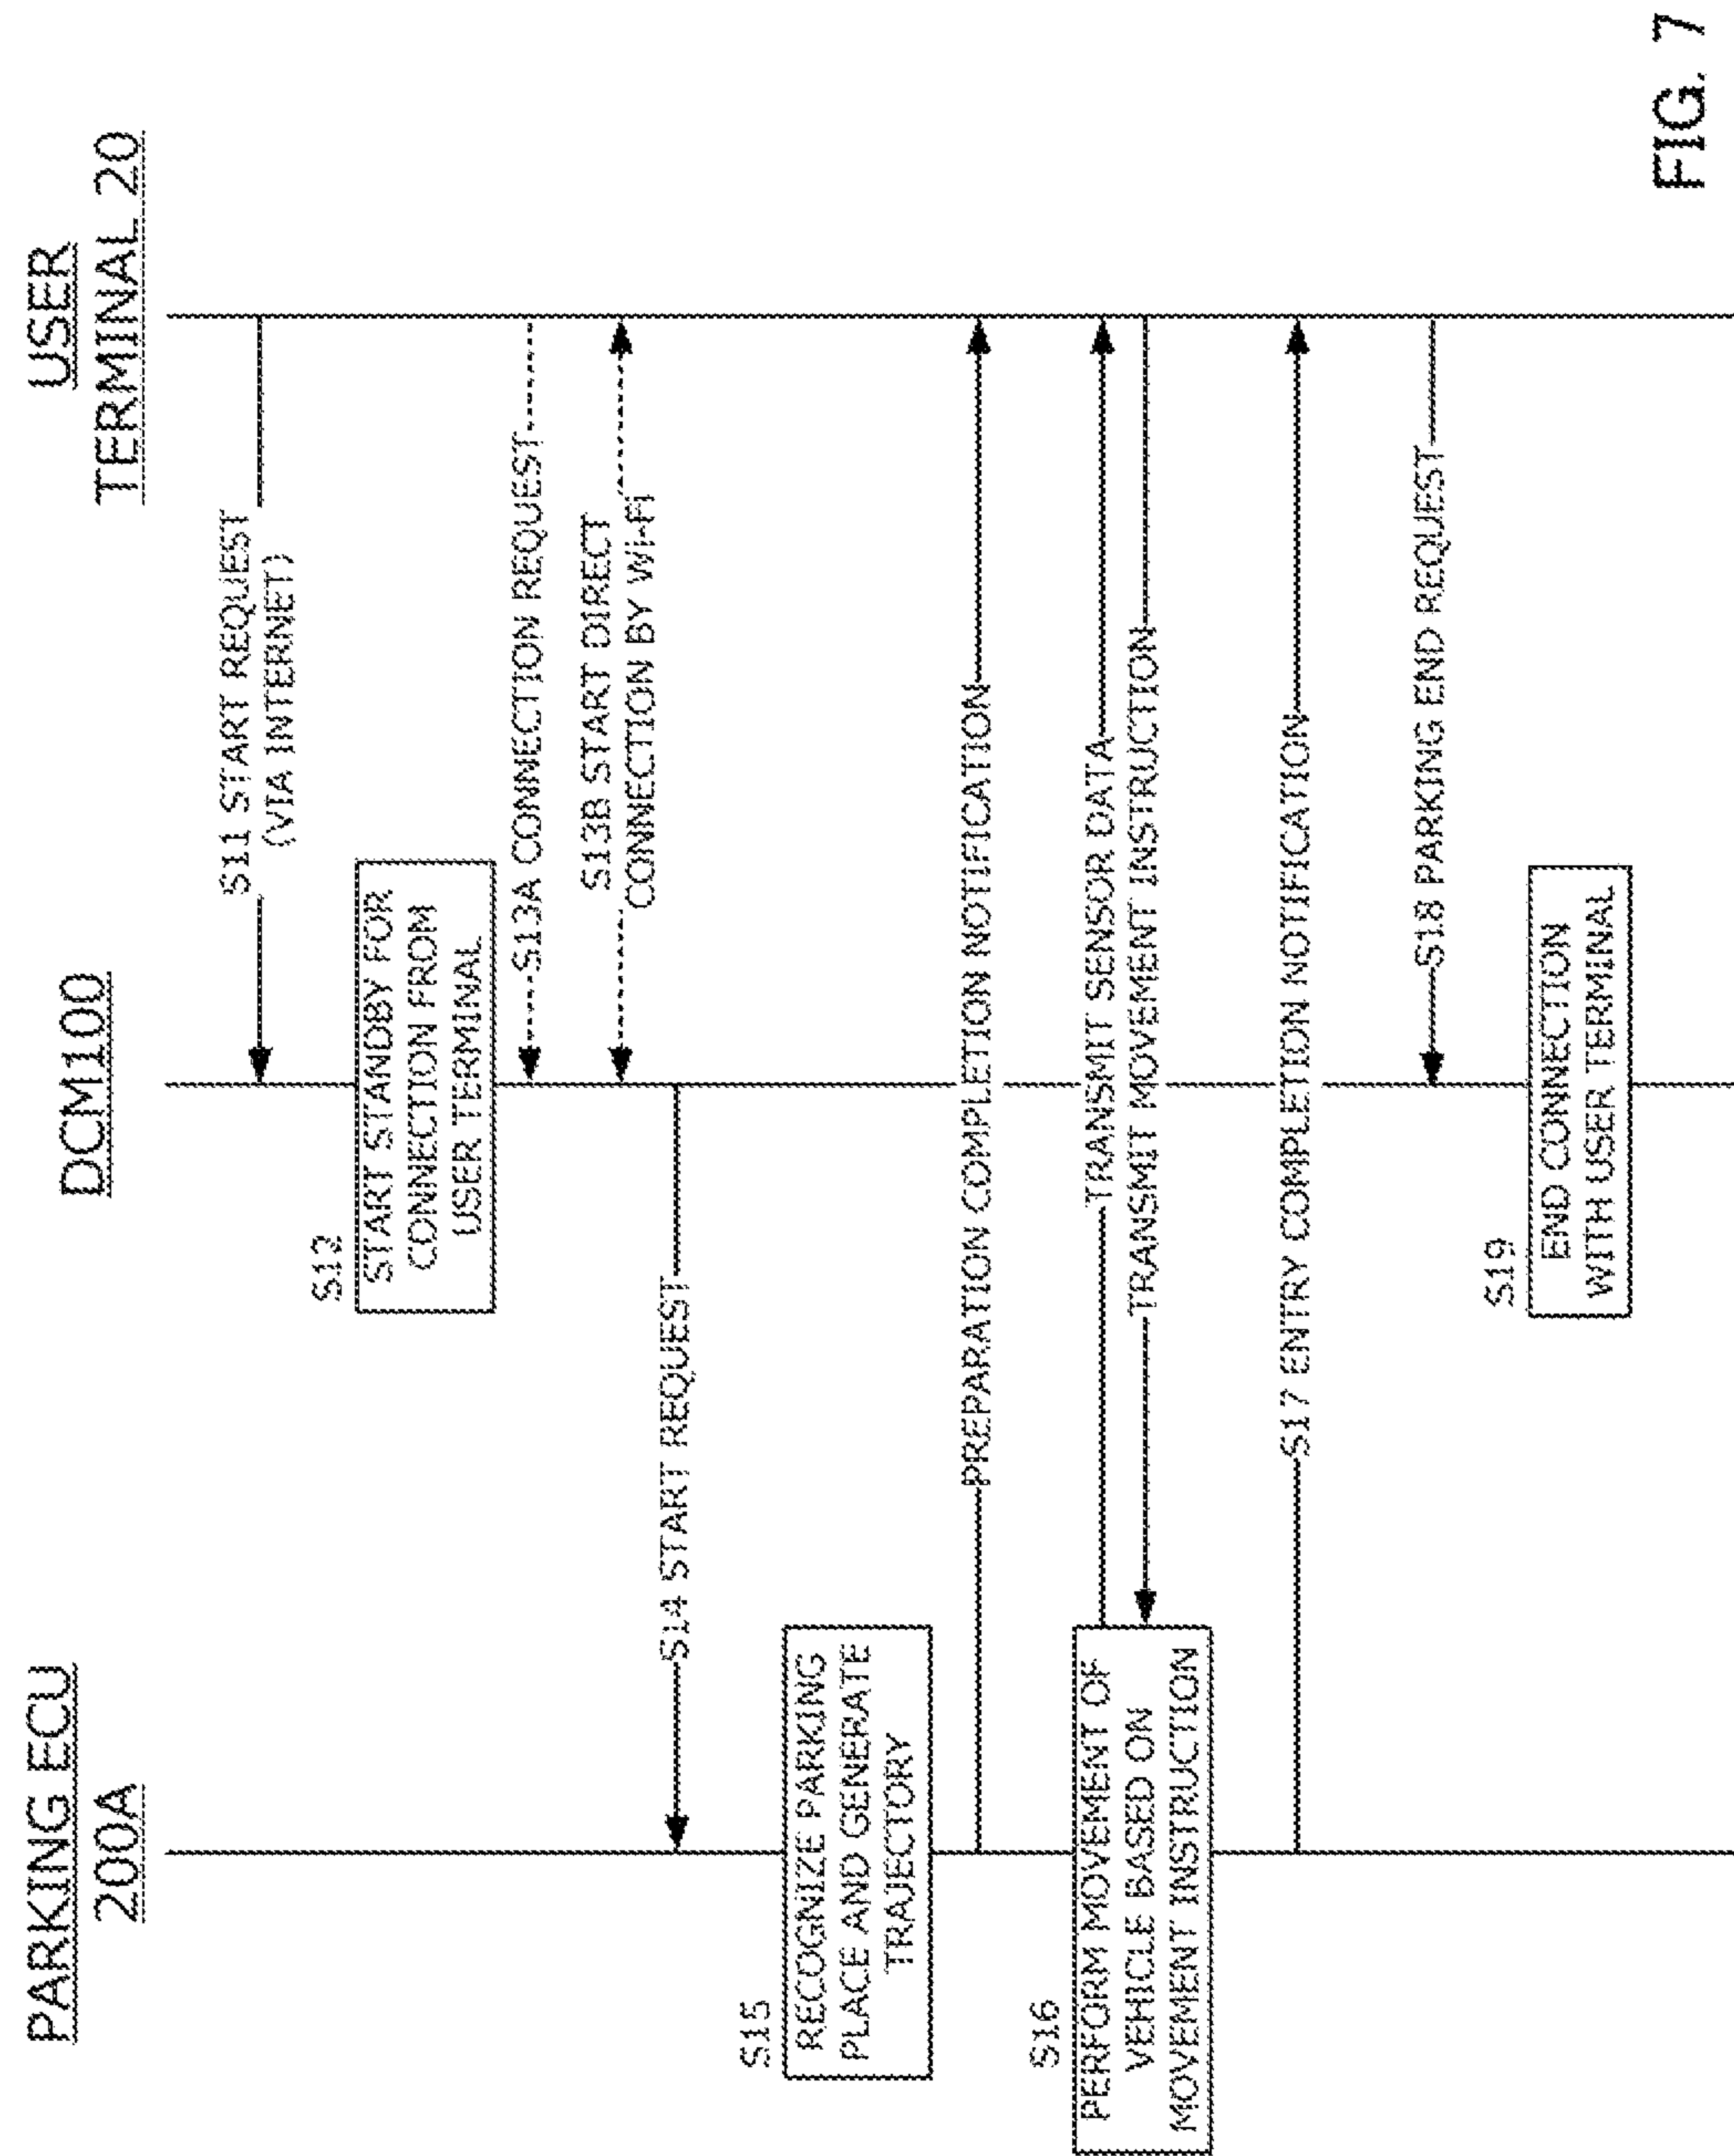 PARKING ECU
200A
DCM100
USER
TERMINAL 20
S11 START REQUEST
(VIA INTERNET)
S12
START STANDBY FOR
CONNECTION FROM
USER TERMINAL
S13A CONNECTION REQUEST
S13B START DIRECT
CONNECTION BY Wi-Fi
S14 START REQUEST
S15
RECOGNIZE PARKING
PLACE AND GENERATE
TRAJECTORY
PREPARATION COMPLETION NOTIFICATION
S16
PERFORM MOVEMENT OF
VEHICLE BASED ON
MOVEMENT INSTRUCTION
TRANSMIT SENSOR DATA
TRANSMIT MOVEMENT INSTRUCTION
S17 ENTRY COMPLETION NOTIFICATION
S18 PARKING END REQUEST
S19
END CONNECTION
WITH USER TERMINAL
FIG. 7